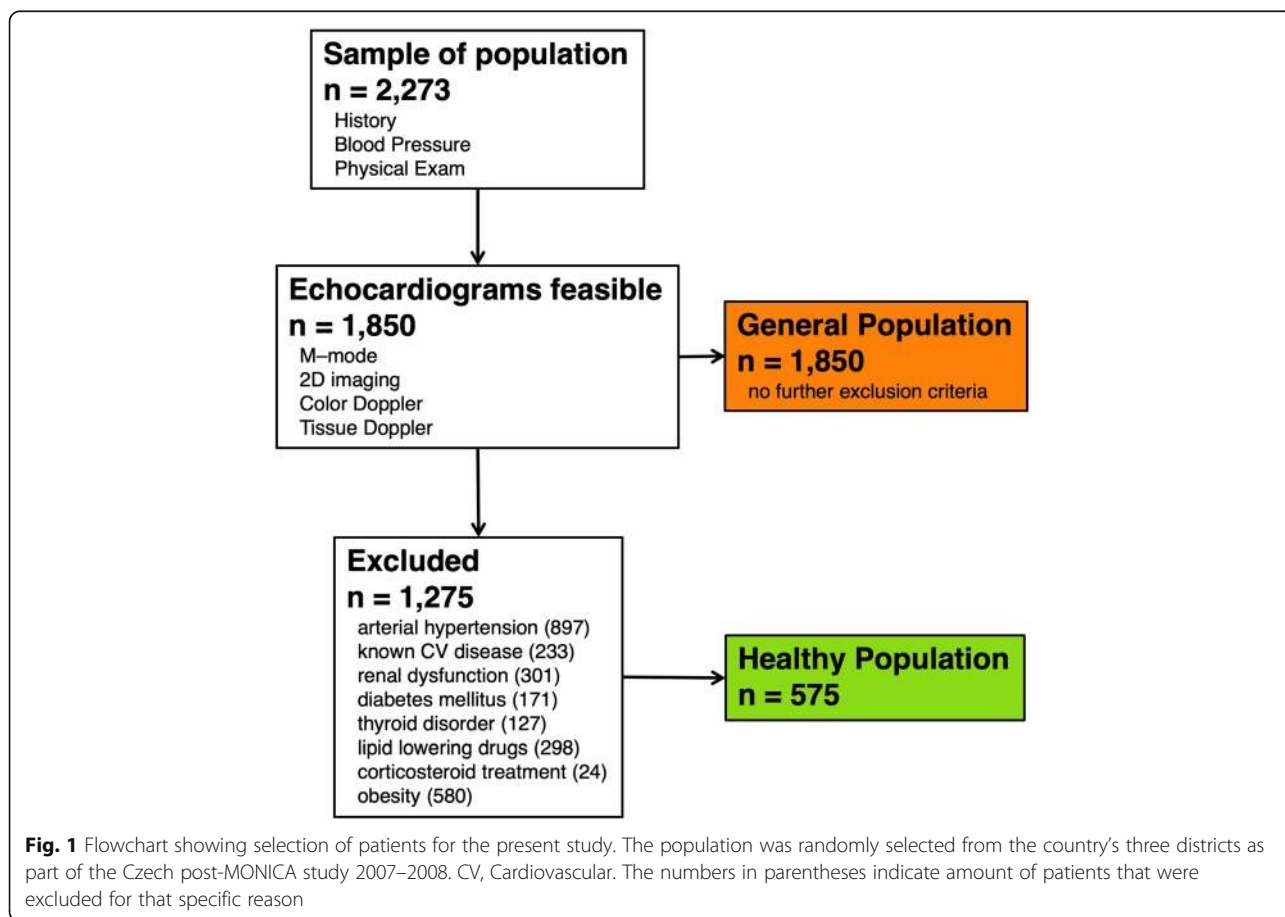 Sample of population
n = 2,273
History
Blood Pressure
Physical Exam
Echocardiograms feasible
n = 1,850
M–mode
2D imaging
Color Doppler
Tissue Doppler
General Population
n = 1,850
no further exclusion criteria
Excluded
n = 1,275
arterial hypertension (897)
known CV disease (233)
renal dysfunction (301)
diabetes mellitus (171)
thyroid disorder (127)
lipid lowering drugs (298)
corticosteroid treatment (24)
obesity (580)
Healthy Population
n = 575
Fig. 1 Flowchart showing selection of patients for the present study. The population was randomly selected from the country's three districts as
part of the Czech post-MONICA study 2007–2008. CV, Cardiovascular. The numbers in parentheses indicate amount of patients that were
excluded for that specific reason